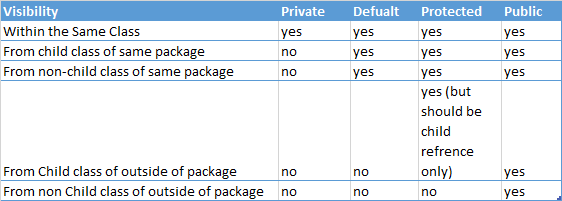 Visibility Private Defualt Protected Public
Within the Same Class yes yes yes yes
From child class of same package no yes yes yes
From non-child class of same package no yes yes yes
yes (but
should be
child
refrence
From Child class of outside of package no no only) yes
From non Child class of outside of package no no no yes